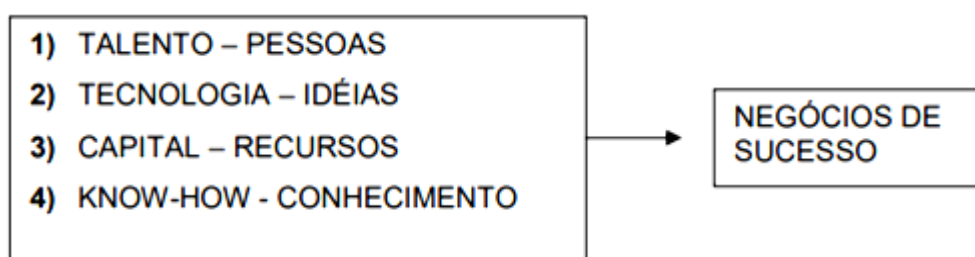 1) TALENTO – PESSOAS
2) TECNOLOGIA – IDÉIAS
3) CAPITAL – RECURSOS
4) KNOW-HOW - CONHECIMENTO
NEGÓCIOS DE
SUCESSO